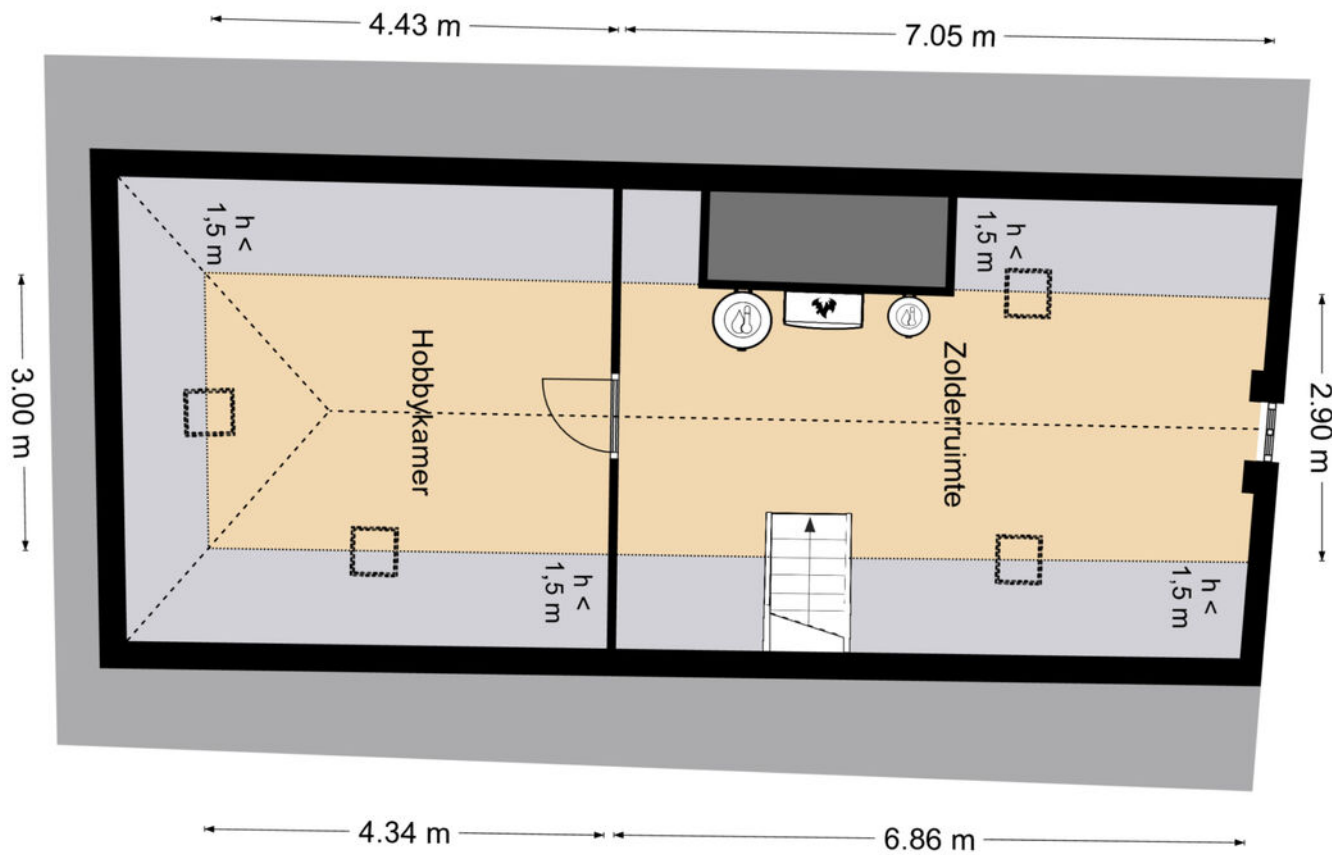 4.43 m
7.05 m
h <
1,5 m
h <
1,5 m
Hobbykamer
Zolderruimte
3.00 m
2.90 m
h <
1,5 m
h <
1,5 m
4.34 m
6.86 m